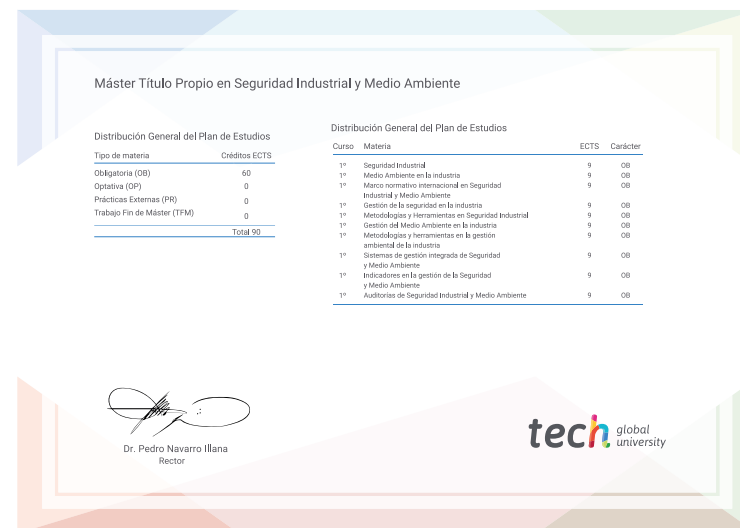 Máster Título Propio en Seguridad Industrial y Medio Ambiente
Distribución General del Plan de Estudios
Tipo de materia Créditos ECTS
Obligatoria (OB) 60
Optativa (OP) 0
Prácticas Externas (PR) 0
Trabajo Fin de Máster (TFM) 0
Total 90
Distribución General del Plan de Estudios
Curso Materia ECTS Carácter
1º Seguridad Industrial 9 OB
1º Medio Ambiente en la industria 9 OB
1º Marco normativo internacional en Seguridad 9 OB
Industrial y Medio Ambiente
1º Gestión de la seguridad en la industria 9 OB
1º Metodologías y Herramientas en Seguridad Industrial 9 OB
1º Gestión del Medio Ambiente en la industria 9 OB
1º Metodologías y herramientas en la gestión 9 OB
ambiental de la industria
1º Sistemas de gestión integrada de Seguridad 9 OB
y Medio Ambiente
1º Indicadores en la gestión de la Seguridad 9 OB
y Medio Ambiente
1º Auditorías de Seguridad Industrial y Medio Ambiente 9 OB
Dr. Pedro Navarro Illana
Rector
tech global
university